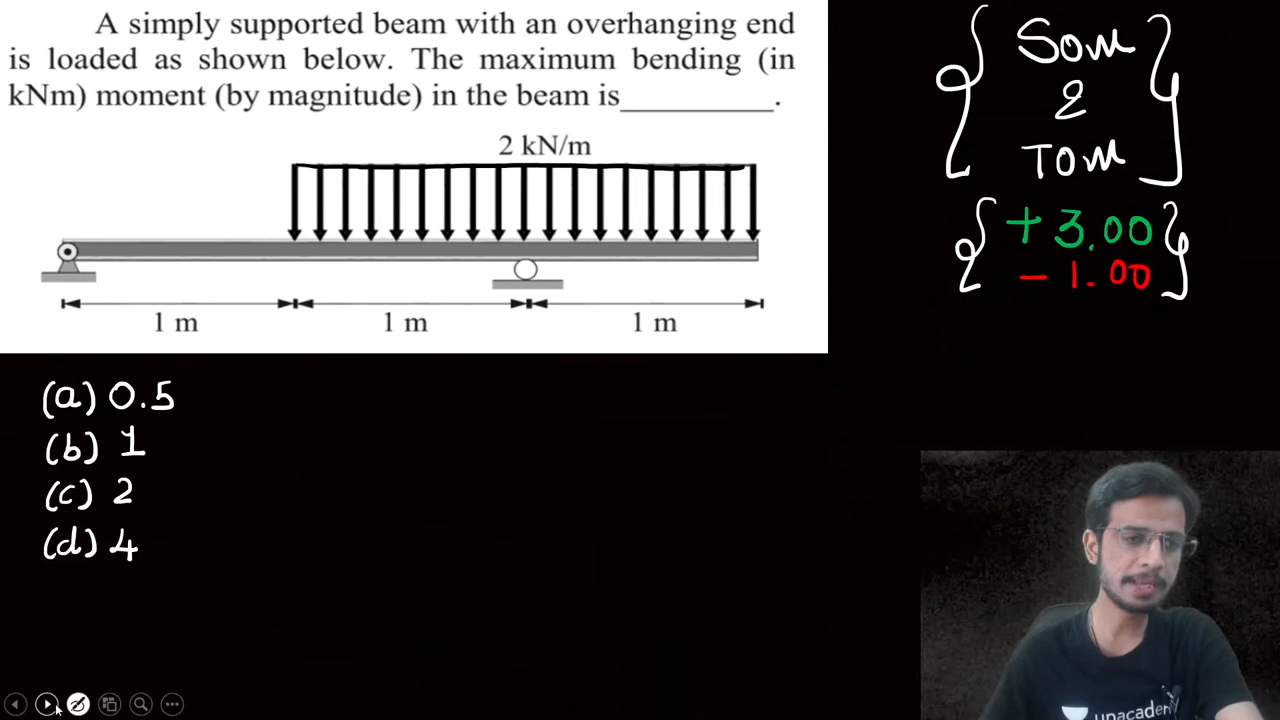 A simply supported beam with an overhanging end
is loaded as shown below. The maximum bending (in
kNm) moment (by magnitude) in the beam is____________.
2 kN/m
1 m
1 m
1 m
(a) 0.5
(b) 1
(c) 2
(d) 4
SOM
&
TOM
+3.00
-1.00
unacadem